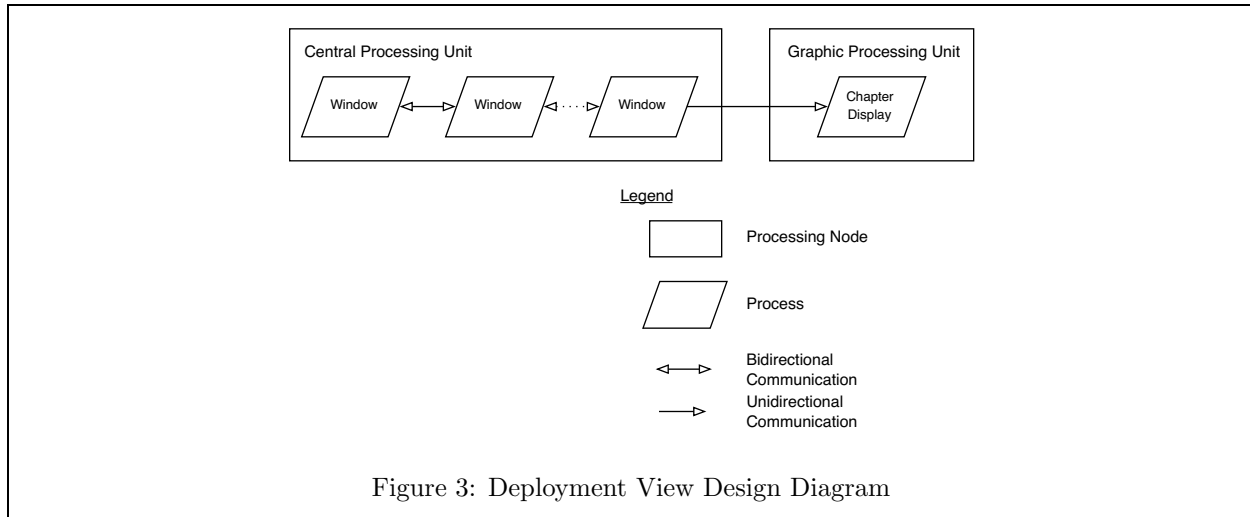 Central Processing Unit
Graphic Processing Unit
Window
Window
Window
Chapter
Display
Legend
Processing Node
Process
Bidirectional
Communication
Unidirectional
Communication
Figure 3: Deployment View Design Diagram